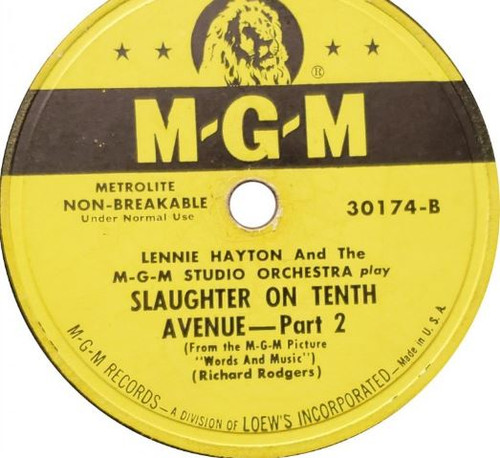 ®
M-G-M
METROLITE
NON-BREAKABLE
Under Normal Use
30174-B
LENNIE HAYTON And The
M-G-M STUDIO ORCHESTRA play
SLAUGHTER ON TENTH
AVENUE—Part 2
(From the M-G-M Picture
"Words And Music")
(Richard Rodgers)
M-G-M RECORDS—A DIVISION OF LOEW'S INCORPORATED—Made in U.S.A.